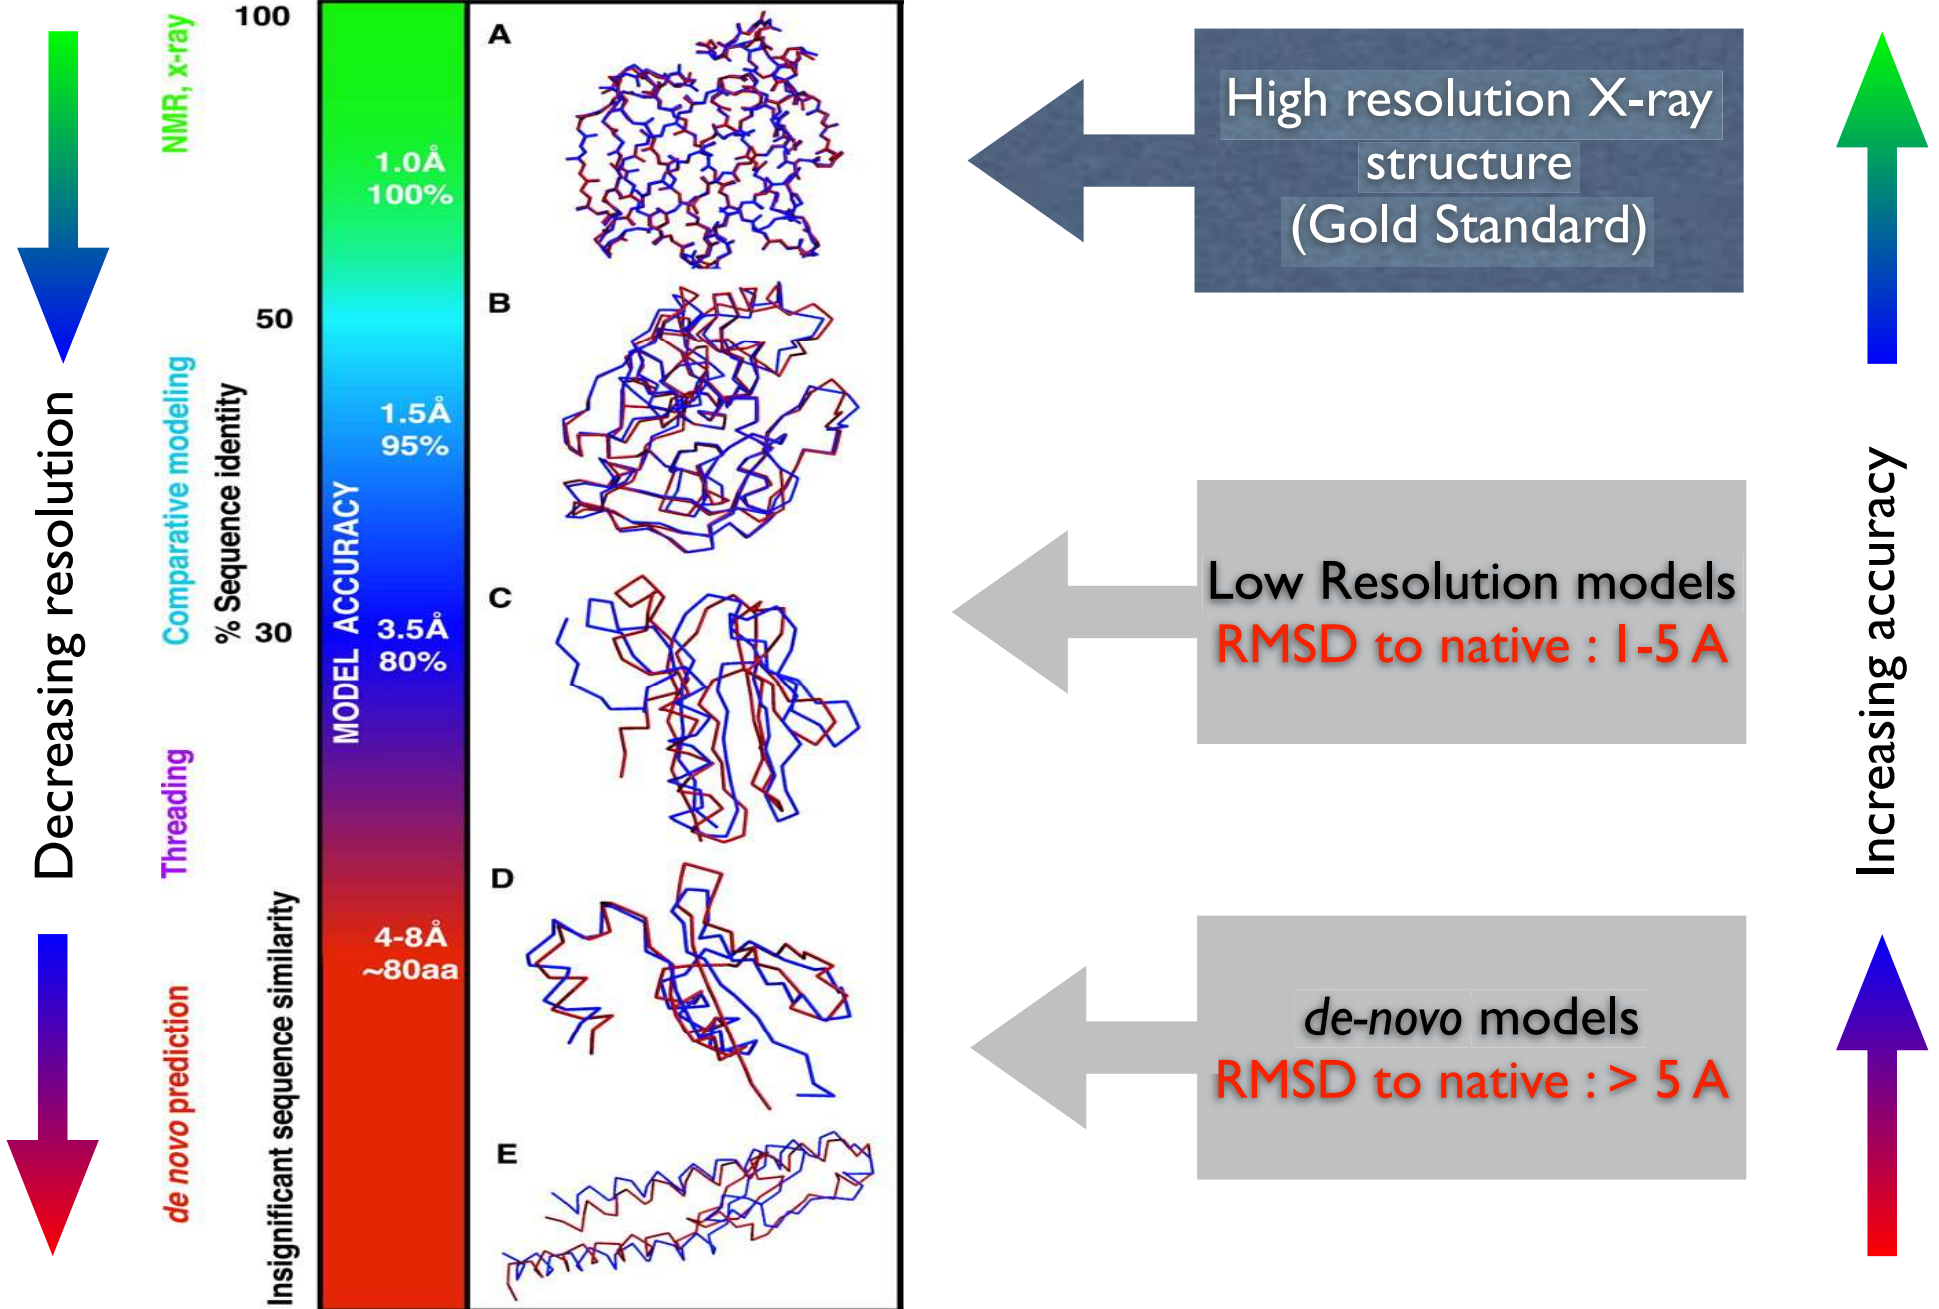 Decreasing resolution
NMR, x-ray
Comparative modeling
Threading
de novo prediction
100
50
% Sequence identity
30
Insignificant sequence similarity
MODEL ACCURACY
1.0Å
100%
1.5Å
95%
3.5Å
80%
4-8Å
~80aa
A
B
C
D
E
High resolution X-ray
structure
(Gold Standard)
Low Resolution models
RMSD to native : 1-5 A
de-novo models
RMSD to native : > 5 A
Increasing accuracy